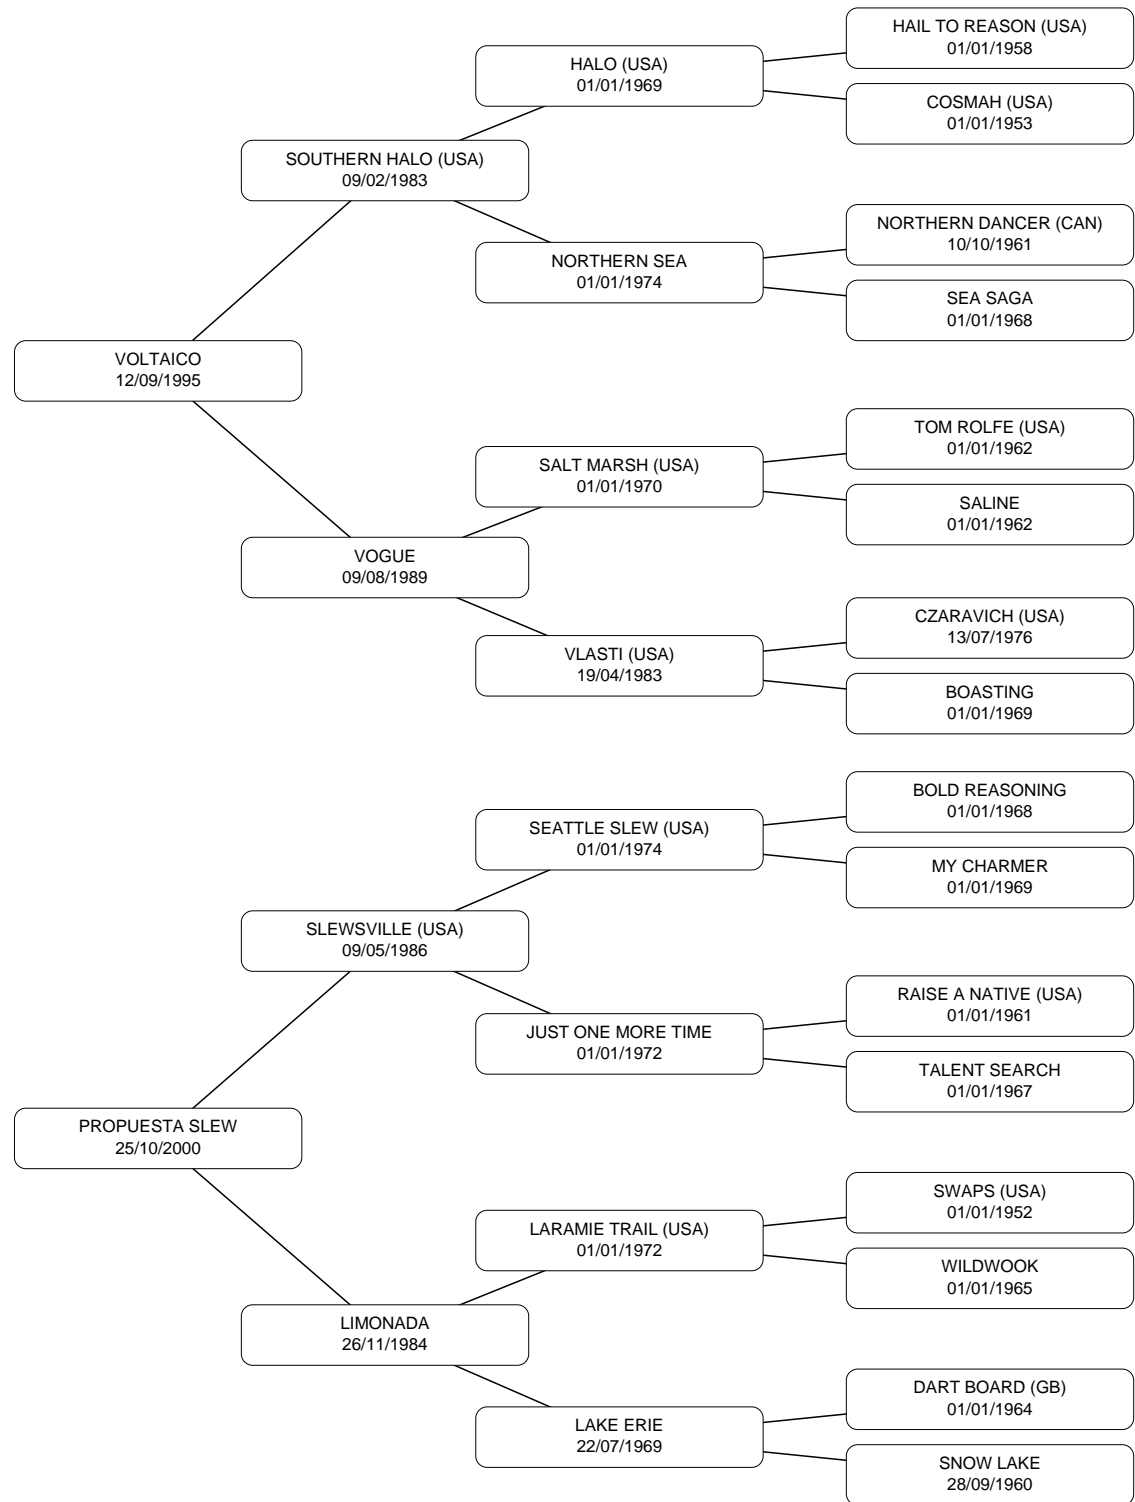 HAIL TO REASON (USA)
01/01/1958
HALO (USA)
01/01/1969
COSMAH (USA)
01/01/1953
SOUTHERN HALO (USA)
09/02/1983
NORTHERN DANCER (CAN)
10/10/1961
NORTHERN SEA
01/01/1974
SEA SAGA
01/01/1968
VOLTAICO
12/09/1995
TOM ROLFE (USA)
01/01/1962
SALT MARSH (USA)
01/01/1970
SALINE
01/01/1962
VOGUE
09/08/1989
CZARAVICH (USA)
13/07/1976
VLASTI (USA)
19/04/1983
BOASTING
01/01/1969
BOLD REASONING
01/01/1968
SEATTLE SLEW (USA)
01/01/1974
MY CHARMER
01/01/1969
SLEWSVILLE (USA)
09/05/1986
RAISE A NATIVE (USA)
01/01/1961
JUST ONE MORE TIME
01/01/1972
TALENT SEARCH
01/01/1967
PROPUESTA SLEW
25/10/2000
SWAPS (USA)
01/01/1952
LARAMIE TRAIL (USA)
01/01/1972
WILDWOOK
01/01/1965
LIMONADA
26/11/1984
DART BOARD (GB)
01/01/1964
LAKE ERIE
22/07/1969
SNOW LAKE
28/09/1960